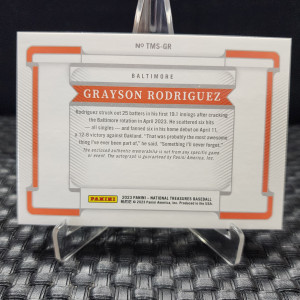 Nº TMS-GR
BALTIMORE
GRAYSON RODRIGUEZ
Rodriguez struck out 25 batters in his first 19.1 innings after cracking
the Baltimore rotation in April 2023. He scattered six hits
— all singles — and fanned six in his home debut on April 11,
a 12-8 victory against Oakland. "That was probably the most awesome
thing I've ever been part of," he said. "Something I'll never forget."
The enclosed authentic memorabilia is not from any specific game
or event. The autograph is guaranteed by Panini America, Inc.
PANINI
2023 PANINI - NATIONAL TREASURES BASEBALL
© 2023 Panini America, Inc. Produced in the USA.